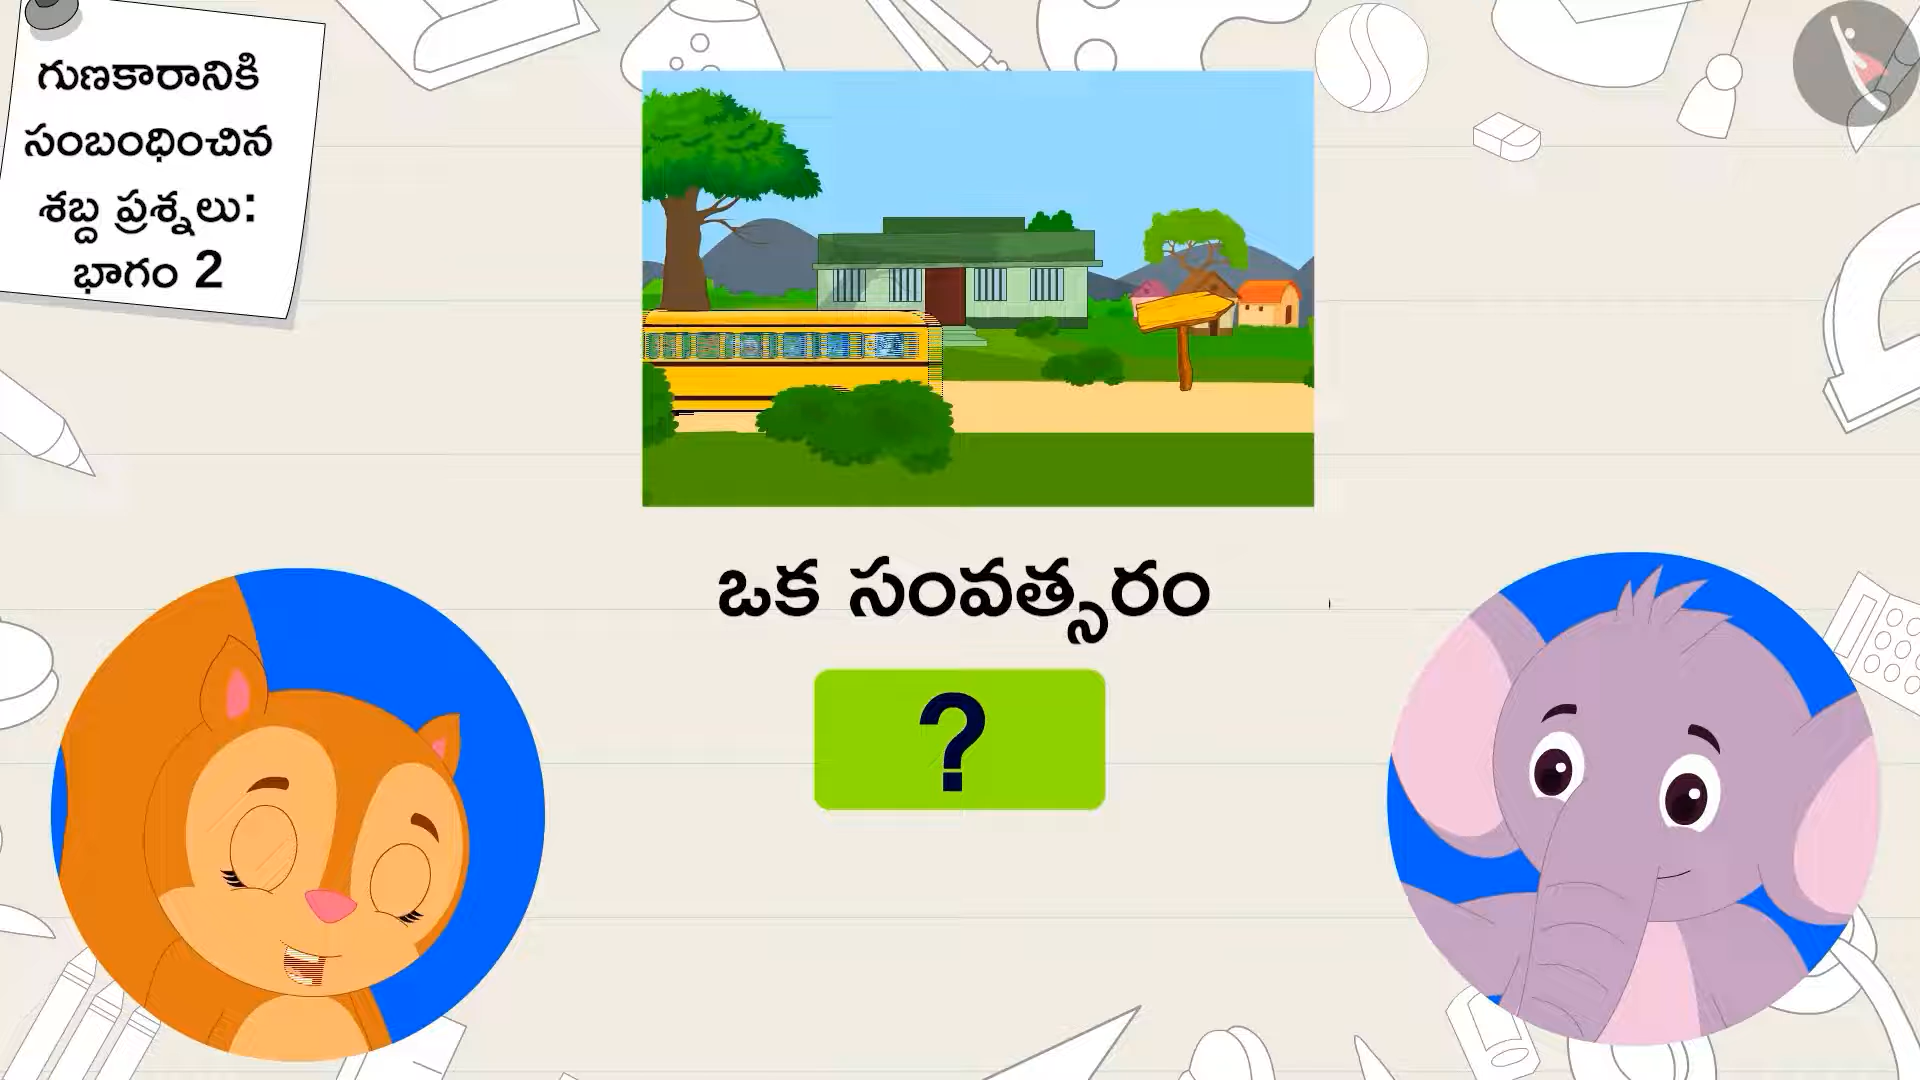 గుణకారానికి
సంబంధించిన
శబ్ద ప్రశ్నలు:
భాగం 2
ఒక సంవత్సరం
?